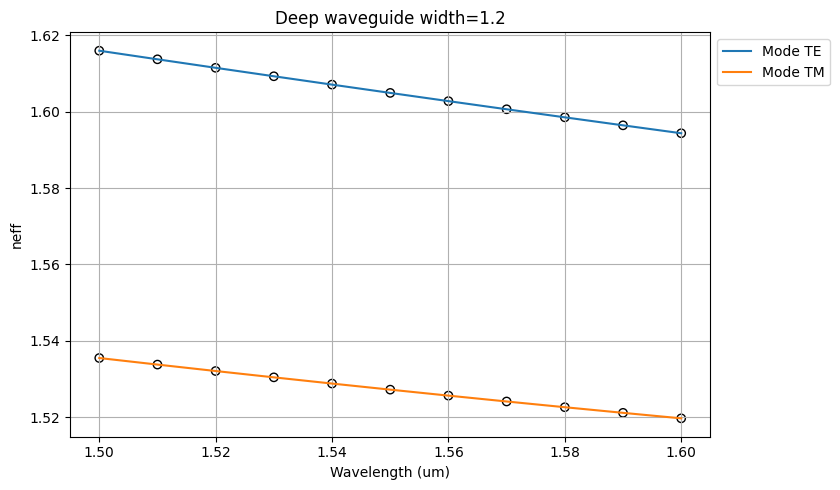 Deep waveguide width=1.2
Mode TE
Mode TM
neff
1.62
1.60
1.58
1.56
1.54
1.52
1.50 1.52 1.54 1.56 1.58 1.60
Wavelength (um)